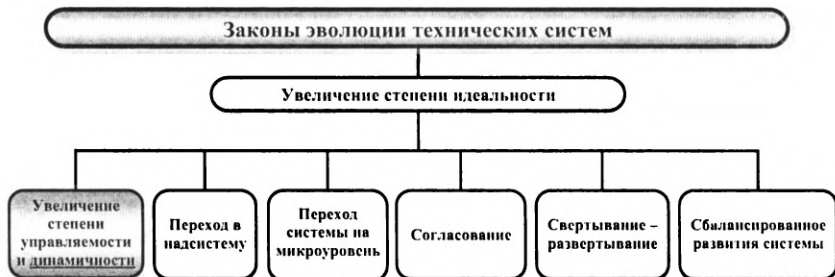 Законы эволюции технических систем
Увеличение степени идеальности
Увеличение
степени
управляемости
и динамичности
Переход в
надсистему
Переход
системы на
микроуровень
Согласование
Свертывание –
развертывание
Сбалансированное
развития системы